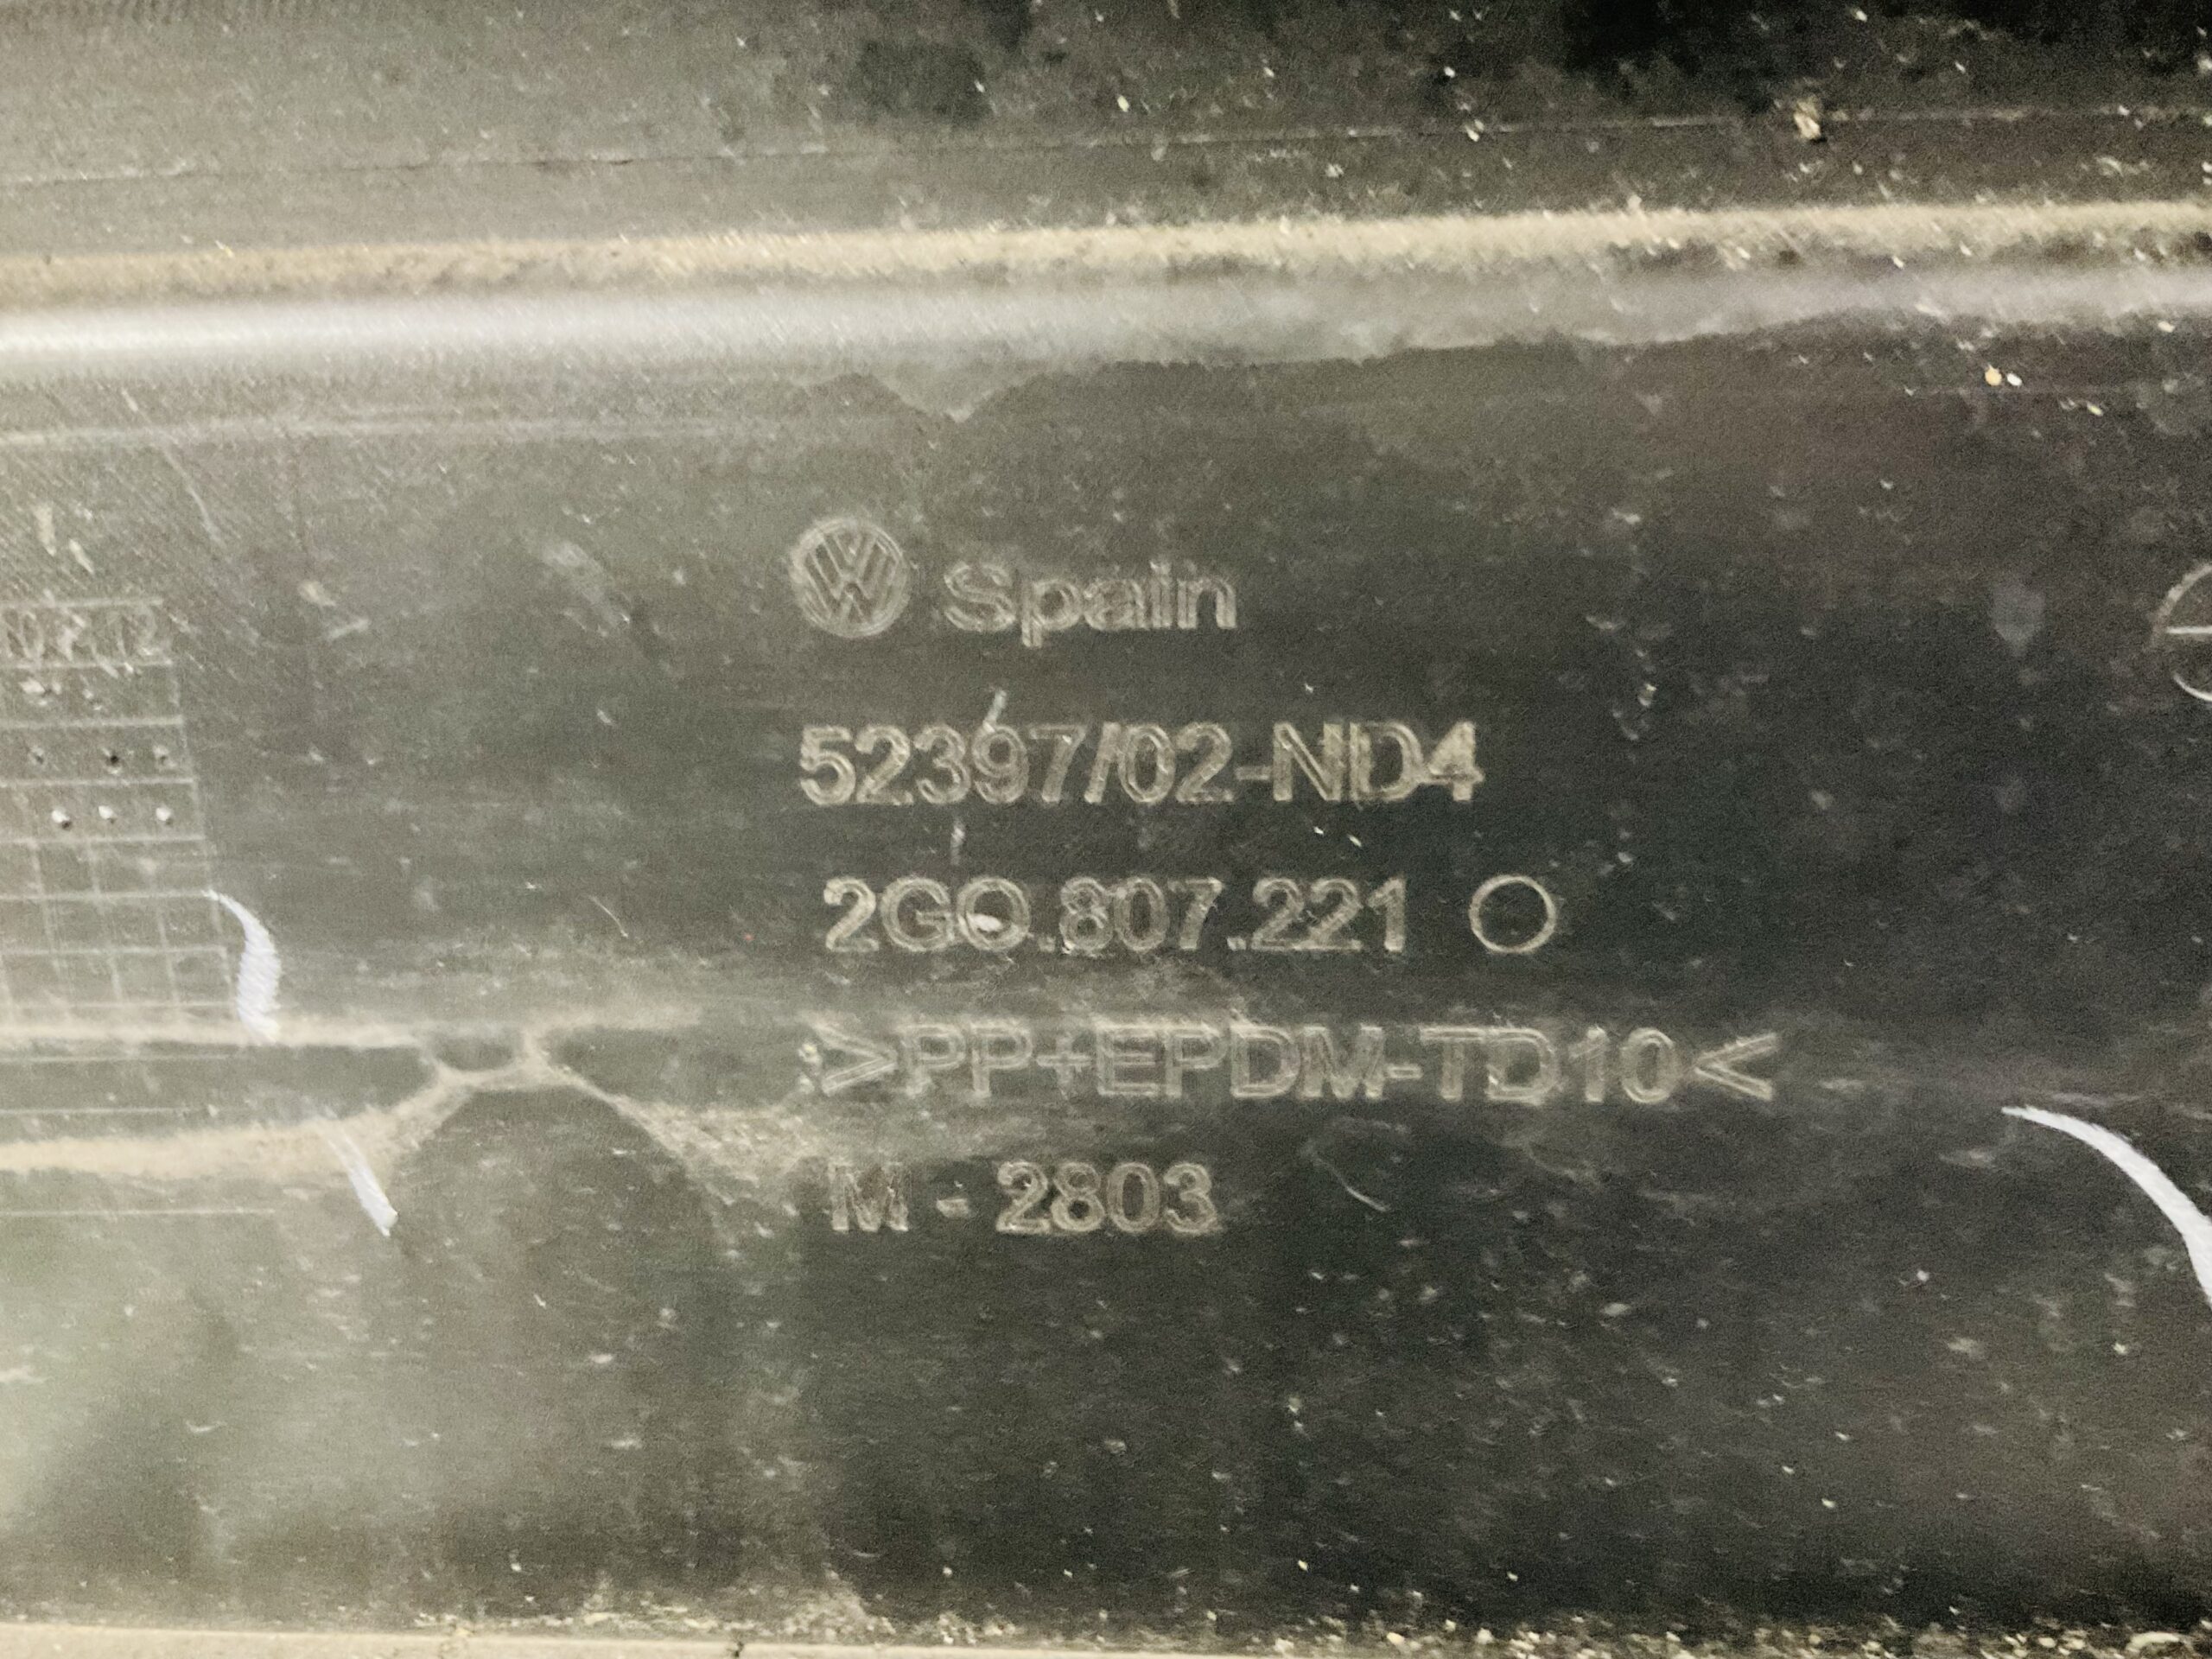 Spain
52397/02-ND4
2G0.807.221
>PP+EPDM-TD10<
M - 2803